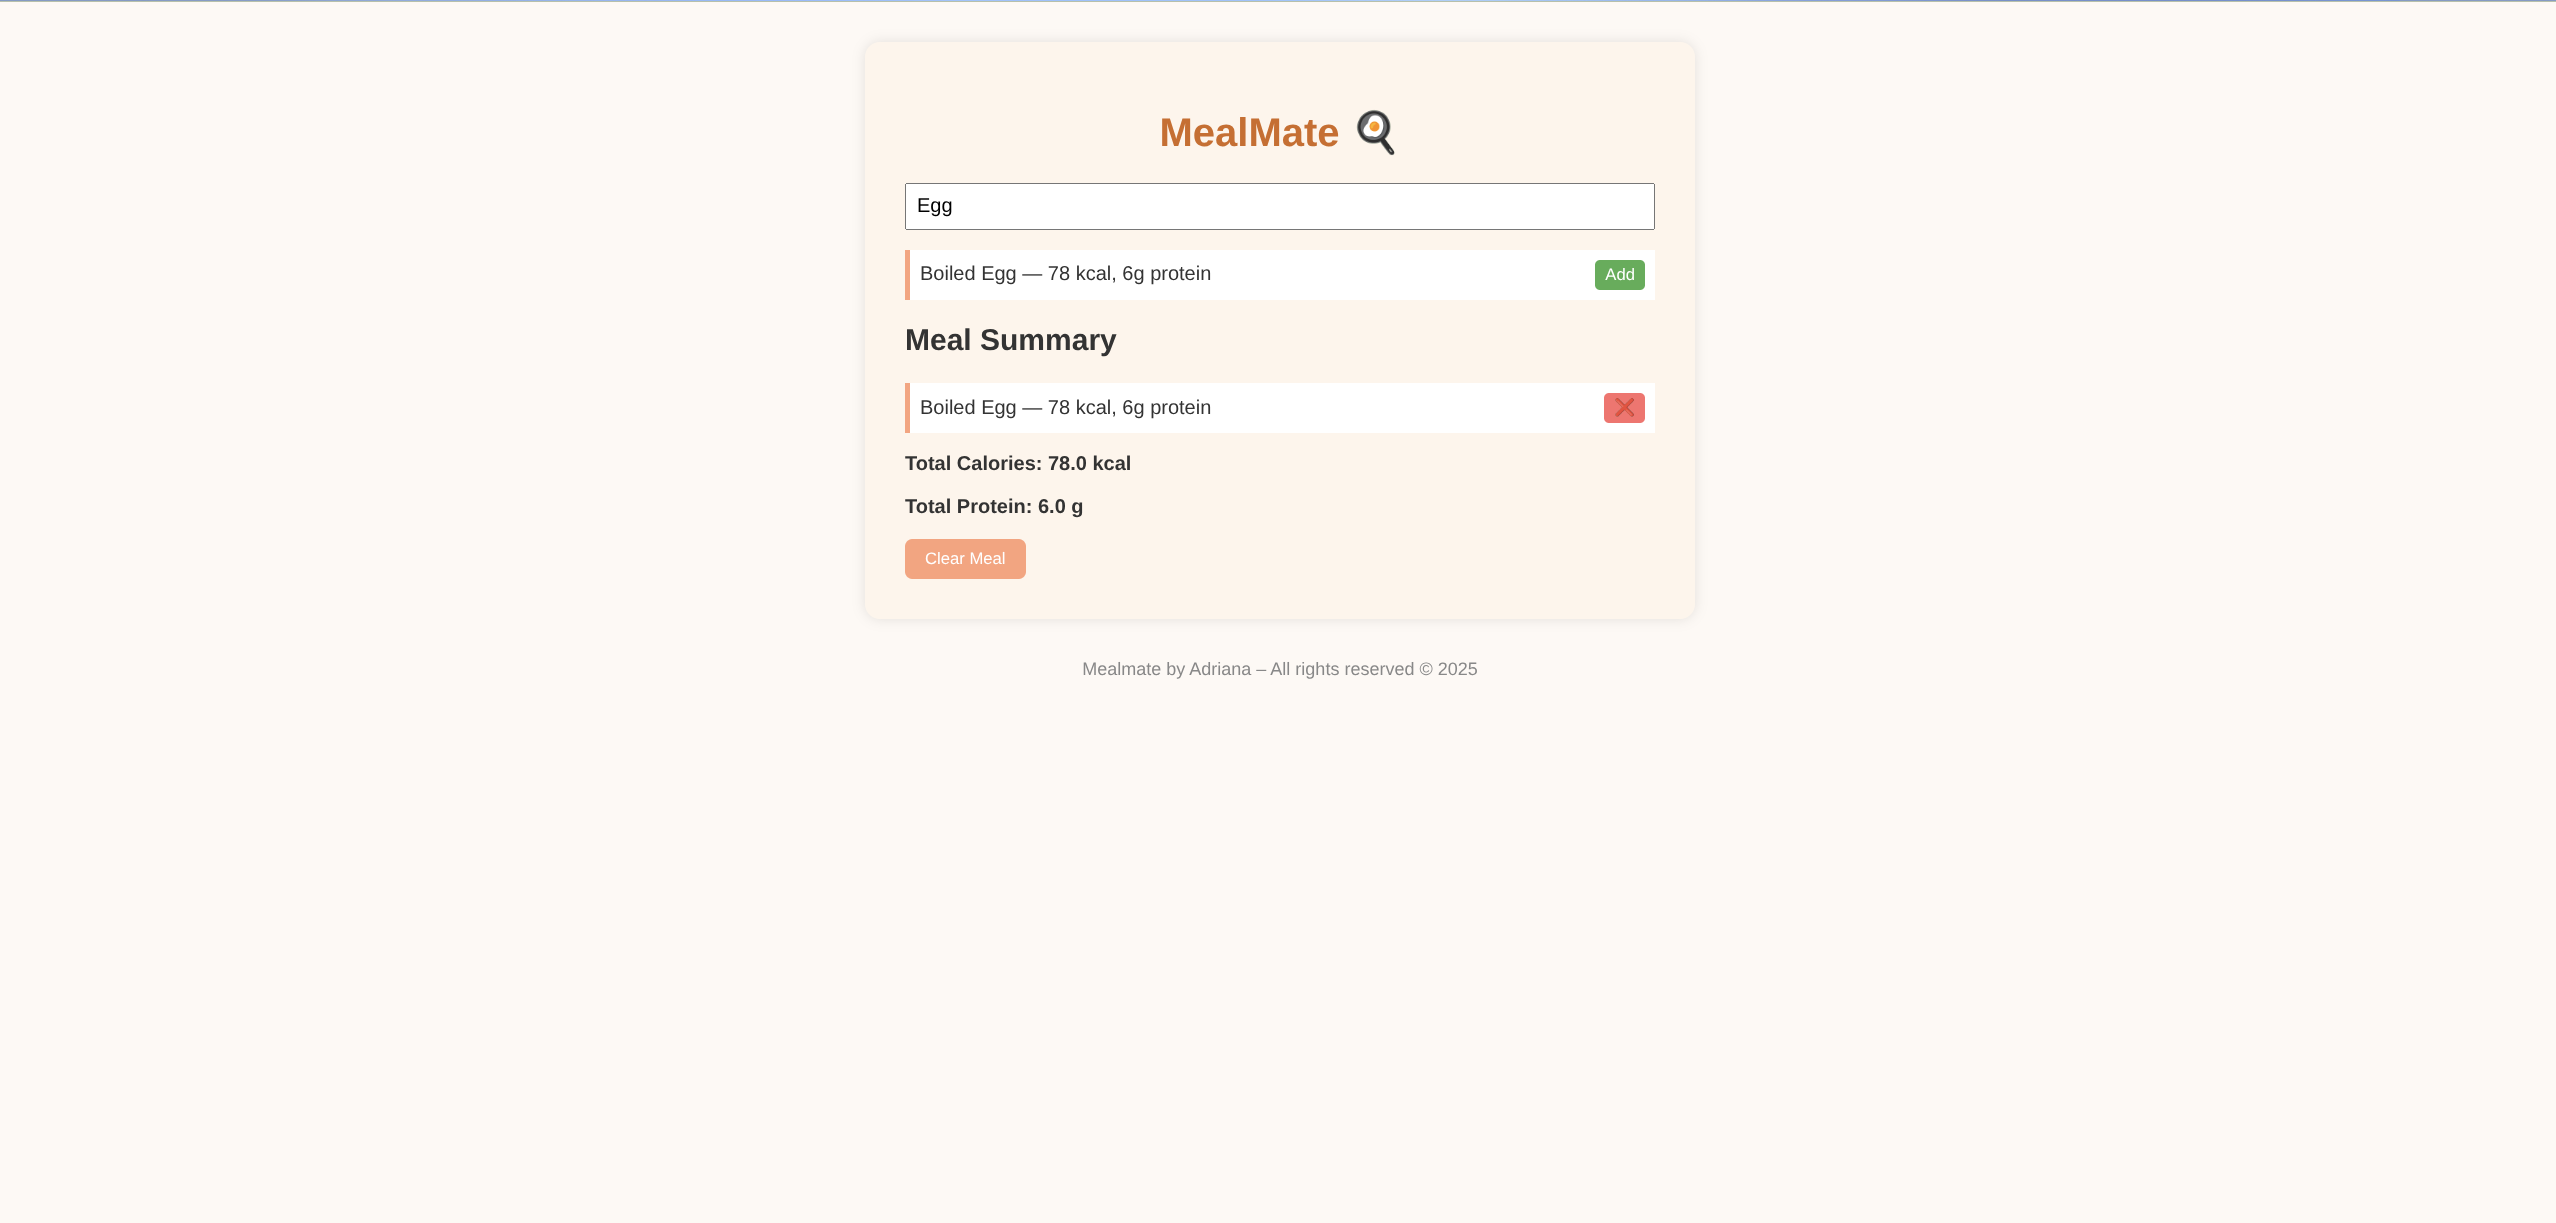 MealMate 🍳
Egg
Boiled Egg — 78 kcal, 6g protein
Add
Meal Summary
Boiled Egg — 78 kcal, 6g protein
❌
Total Calories: 78.0 kcal
Total Protein: 6.0 g
Clear Meal
Mealmate by Adriana – All rights reserved © 2025